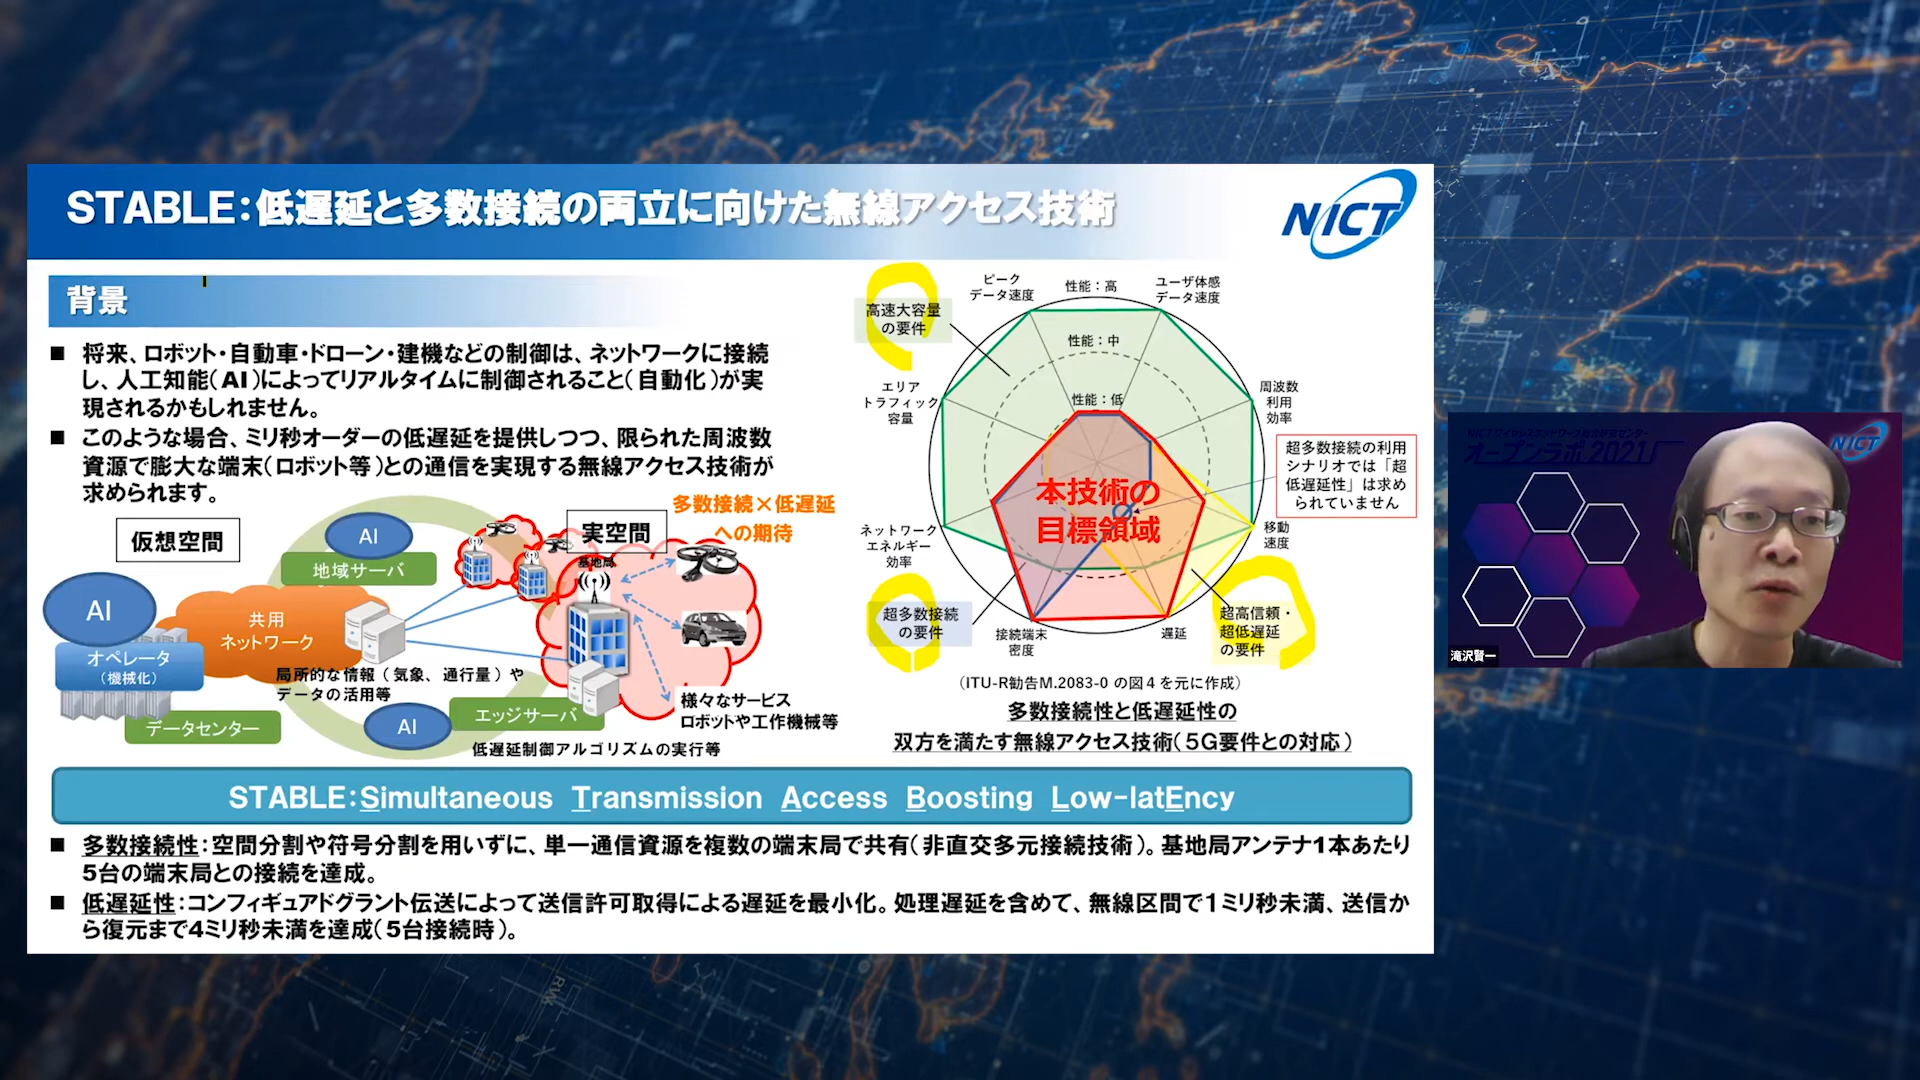 STABLE：低遅延と多数接続の両立に向けた無線アクセス技術
NICT
背景
■ 将来、ロボット・自動車・ドローン・建機などの制御は、ネットワークに接続
し、人工知能（AI）によってリアルタイムに制御されること（自動化）が実
現されるかもしれません。
■ このような場合、ミリ秒オーダーの低遅延を提供しつつ、限られた周波数
資源で膨大な端末（ロボット等）との通信を実現する無線アクセス技術が
求められます。
仮想空間
AI
地域サーバ
AI
共用
ネットワーク
オペレータ
（機械化）
データセンター
局所的な情報（気象、通行量）や
データの活用等
AI
エッジサーバ
低遅延制御アルゴリズムの実行等
実空間
基地局
多数接続×低遅延
への期待
様々なサービス
ロボットや工作機械等
ピーク
データ速度
性能：高
ユーザ体感
データ速度
高速大容量
の要件
性能：中
エリア
トラフィック
容量
性能：低
周波数
利用
効率
超多数接続の利用
シナリオでは「超
低遅延性」は求め
られていません
本技術の
目標領域
ネットワーク
エネルギー
効率
移動
速度
超多数接続
の要件
接続端末
密度
遅延
超高信頼・
超低遅延
の要件
（ITU-R勧告M.2083-0 の図４を元に作成）
多数接続性と低遅延性の
双方を満たす無線アクセス技術（５G要件との対応）
STABLE：Simultaneous Transmission Access Boosting Low-latEncy
■ 多数接続性：空間分割や符号分割を用いずに、単一通信資源を複数の端末局で共有（非直交多元接続技術）。基地局アンテナ1本あたり
5台の端末局との接続を達成。
■ 低遅延性：コンフィギュアドグラント伝送によって送信許可取得による遅延を最小化。処理遅延を含めて、無線区間で1ミリ秒未満、送信か
ら復元まで4ミリ秒未満を達成（5台接続時）。
NICT ワイヤレスネットワーク総合研究センター
オープンラボ2021
NICT
滝沢賢一